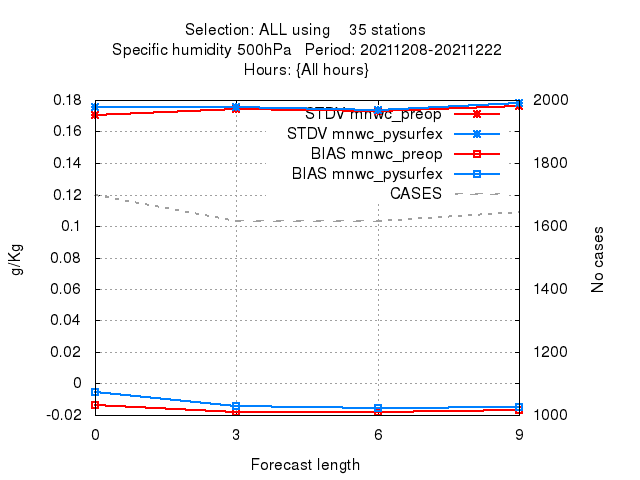 Selection: ALL using    35 stations
Specific humidity 500hPa   Period: 20211208-20211222
Hours: {All hours}
0.18
0.16
0.14
0.12
0.1
0.08
0.06
0.04
0.02
0
-0.02
g/Kg
STDV mnwc_preop
STDV mnwc_pysurfex
BIAS mnwc_preop
BIAS mnwc_pysurfex
CASES
2000
1800
1600
1400
1200
1000
No cases
0 3 6 9
Forecast length